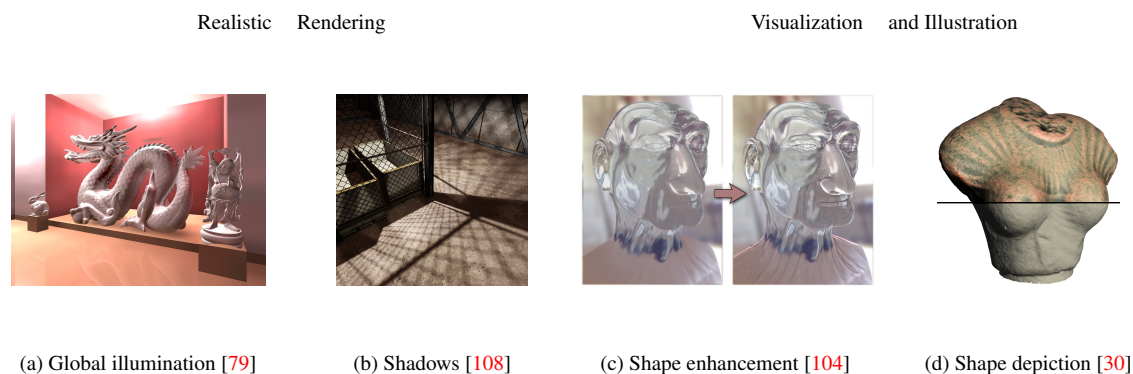 Realistic Rendering
Visualization and Illustration
(a) Global illumination [79]
(b) Shadows [108]
(c) Shape enhancement [104]
(d) Shape depiction [30]